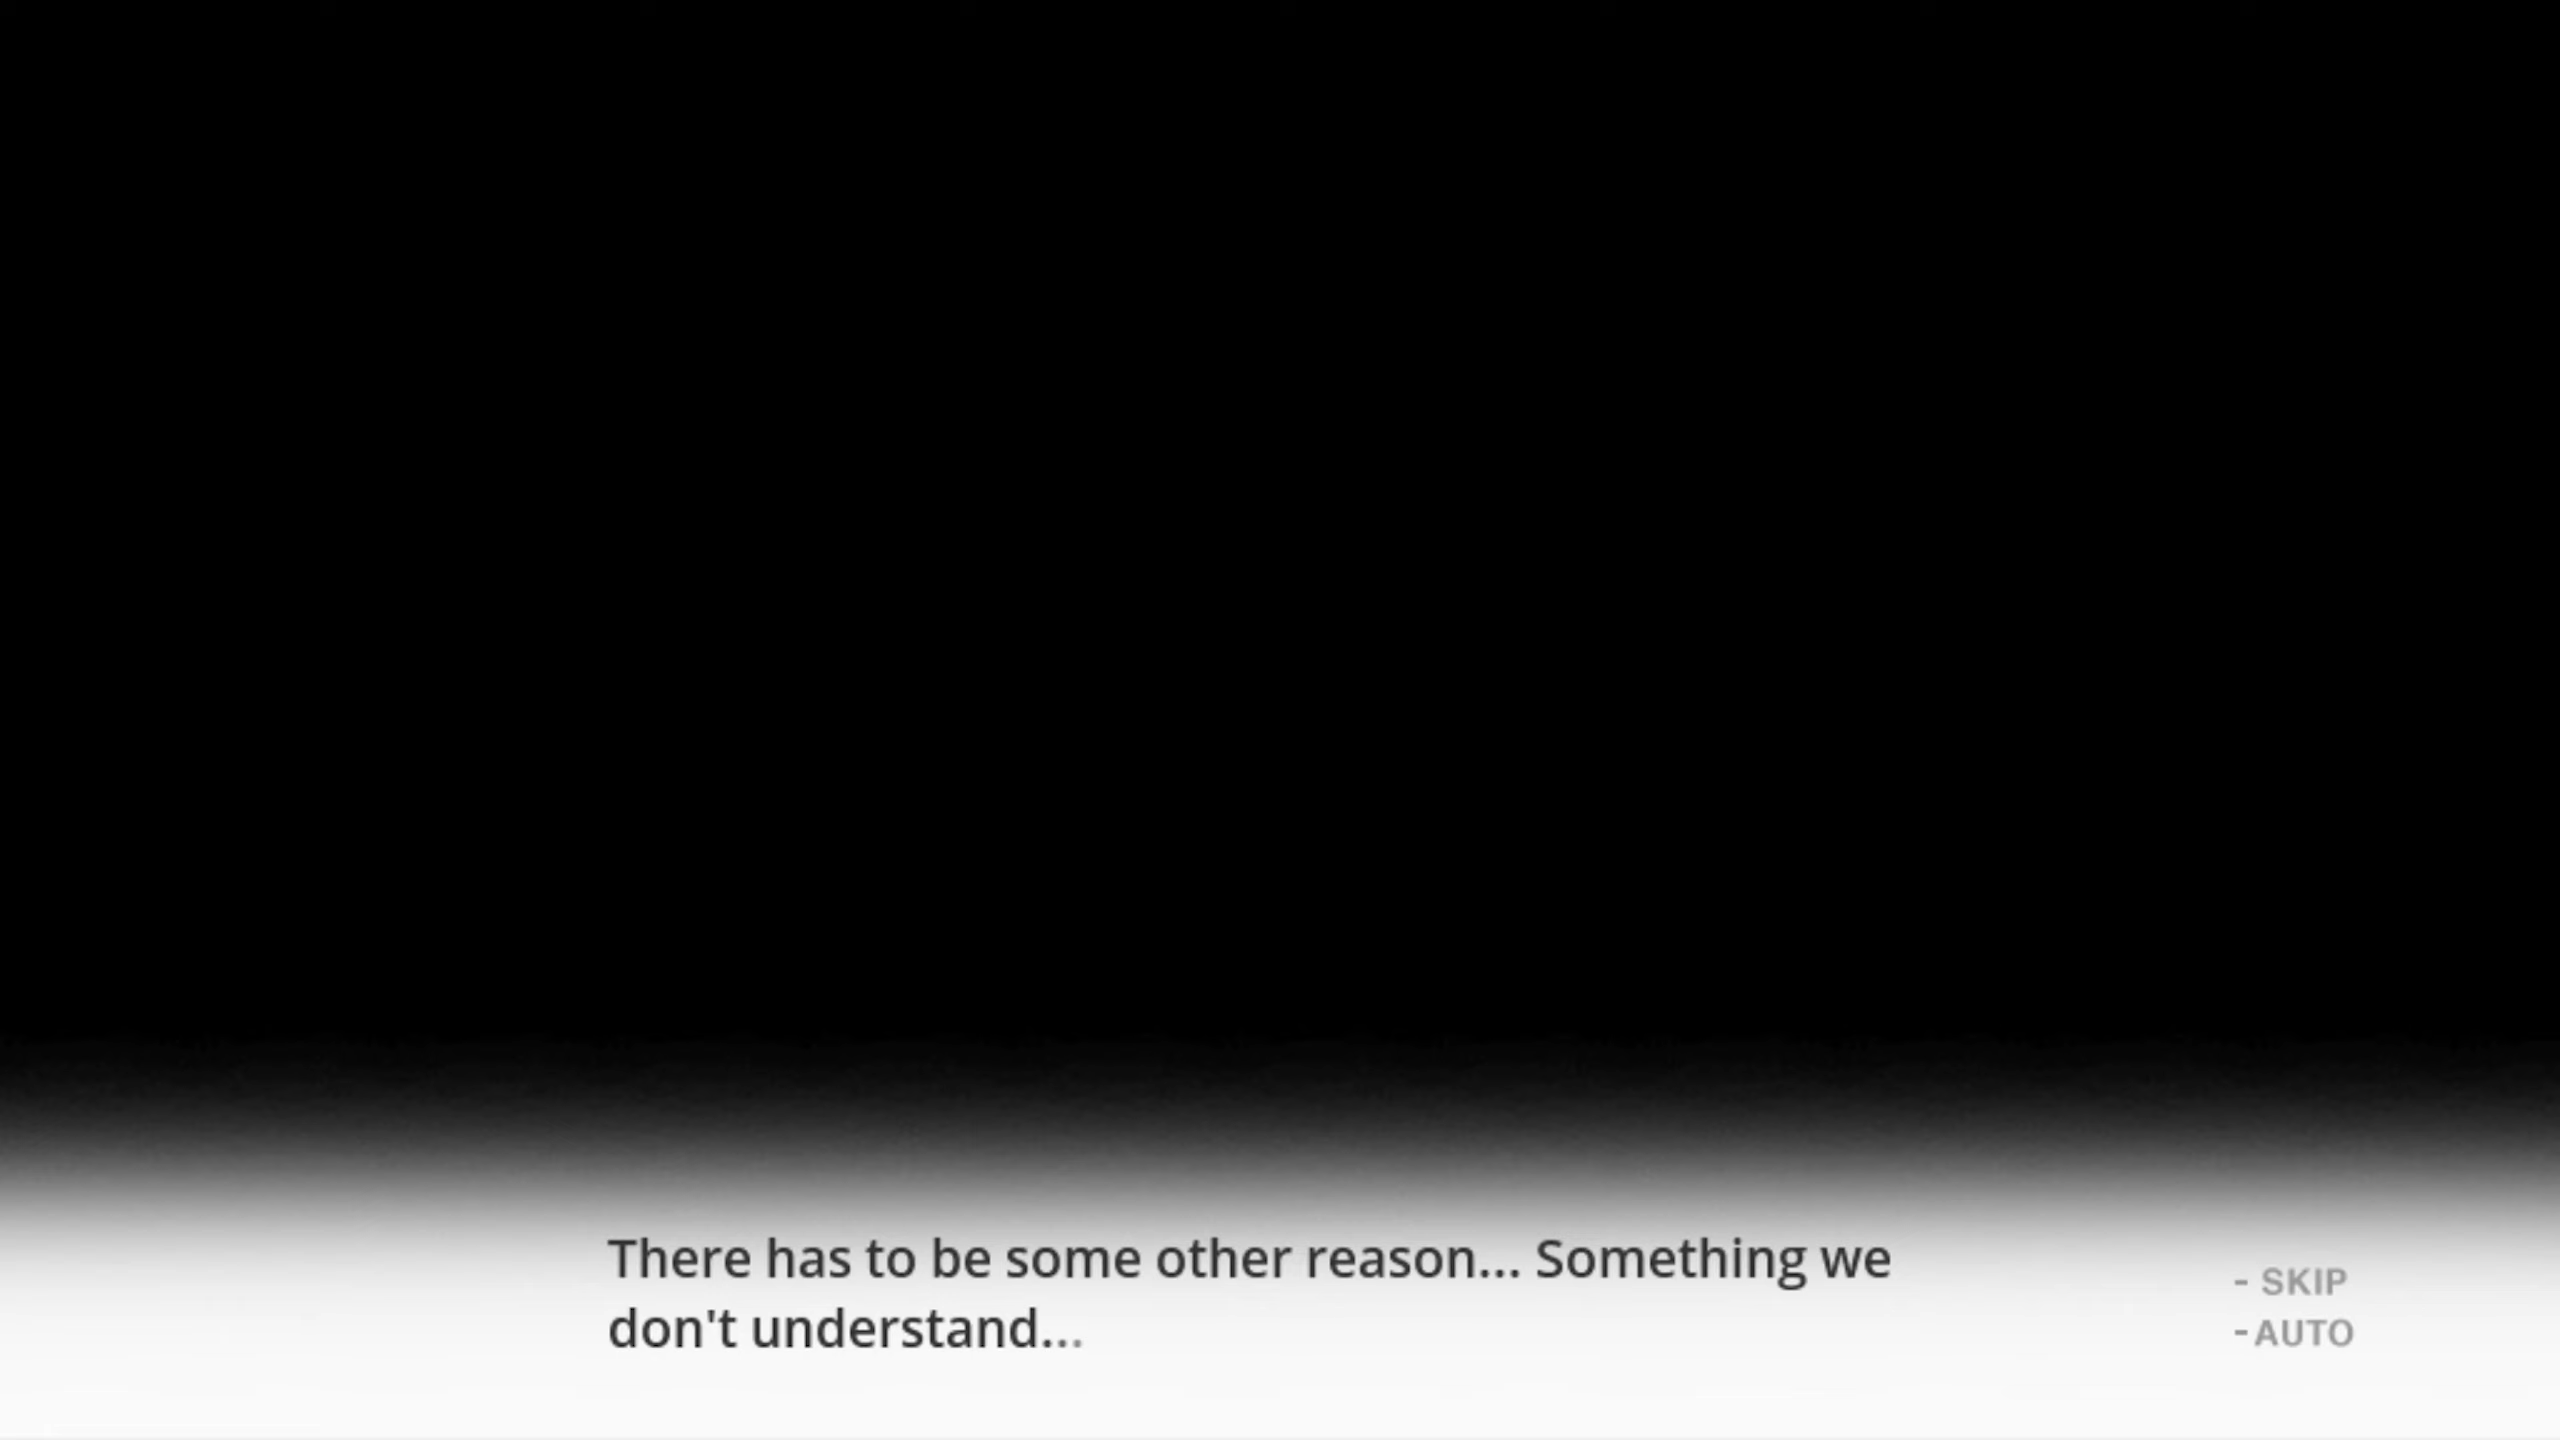 There has to be some other reason... Something we
don't understand...
- SKIP
-AUTO